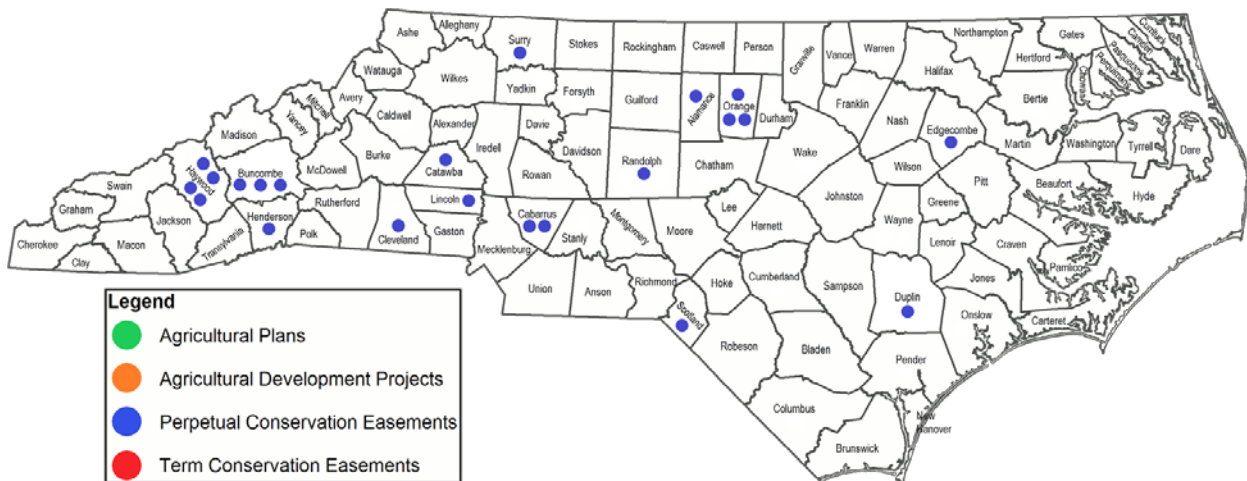 Ashe
Alleghany
Surry
Stokes
Rockingham
Caswell
Person
Granville
Vance
Warren
Northampton
Gates
Currituck
Camden
Pasquotank
Perquimans
Chowan
Hertford
Halifax
Bertie
Watauga
Wilkes
Yadkin
Forsyth
Guilford
Alamance
Orange
Durham
Franklin
Nash
Edgecombe
Martin
Washington
Tyrrell
Dare
Mitchell
Avery
Yancey
Caldwell
Alexander
Iredell
Davie
Davidson
Randolph
Chatham
Wake
Wilson
Pitt
Beaufort
Hyde
Madison
Haywood
Buncombe
McDowell
Burke
Catawba
Rowan
Lincoln
Swain
Graham
Jackson
Henderson
Transylvania
Polk
Rutherford
Cleveland
Gaston
Cabarrus
Stanly
Montgomery
Moore
Lee
Harnett
Johnston
Wayne
Greene
Lenoir
Craven
Pamlico
Jones
Cherokee
Clay
Macon
Mecklenburg
Union
Anson
Richmond
Scotland
Hoke
Cumberland
Sampson
Duplin
Onslow
Carteret
Robeson
Bladen
Pender
Columbus
Brunswick
New
Hanover
Legend
Agricultural Plans
Agricultural Development Projects
Perpetual Conservation Easements
Term Conservation Easements